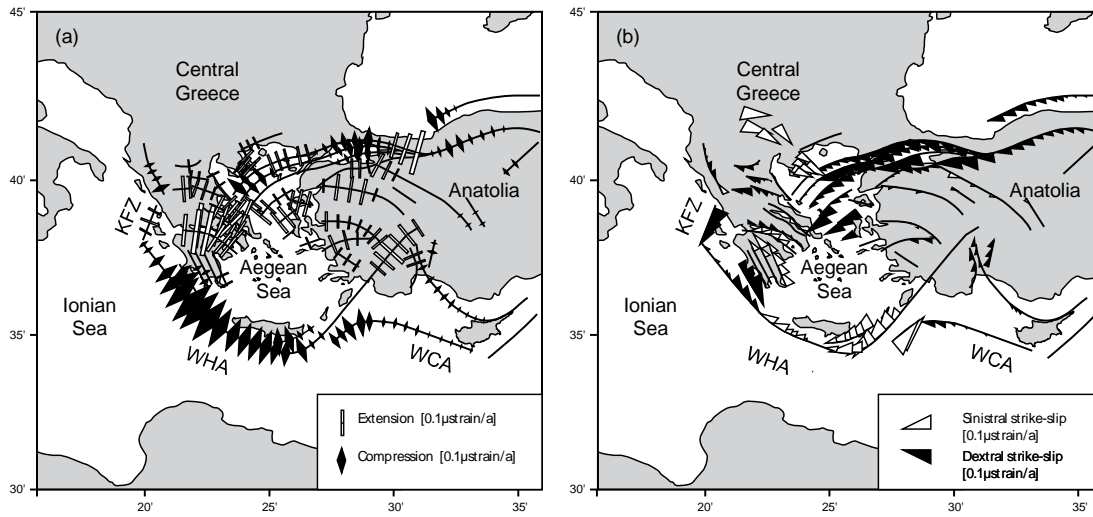 45'
40'
35'
30'
(a)
Central
Greece
Anatolia
KFZ
Aegean
Sea
Ionian
Sea
WHA
WCA
Extension [0.1µstrain/a]
Compression [0.1µstrain/a]
20'
25'
30'
35'
45'
40'
35'
30'
(b)
Central
Greece
Anatolia
KFZ
Aegean
Sea
Ionian
Sea
WHA
WCA
Sinistral strike-slip
[0.1µstrain/a]
Dextral strike-slip
[0.1µstrain/a]
20'
25'
30'
35'